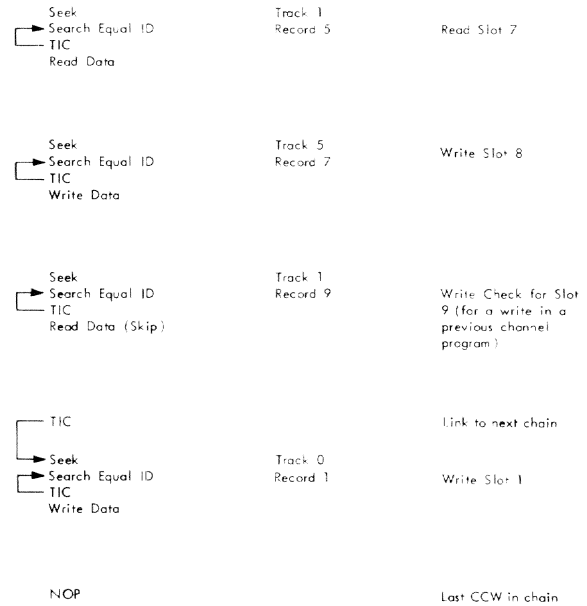 Seek Track 1
Search Equal ID Record 5 Read Slot 7
TIC
Read Data
Seek Track 5
Search Equal ID Record 7 Write Slot 8
TIC
Write Data
Seek Track 1
Search Equal ID Record 9 Write Check for Slot
TIC 9 (for a write in a
Read Data (Skip) previous channel
program)
TIC Link to next chain
Seek Track 0
Search Equal ID Record 1 Write Slot 1
TIC
Write Data
NOP Last CCW in chain